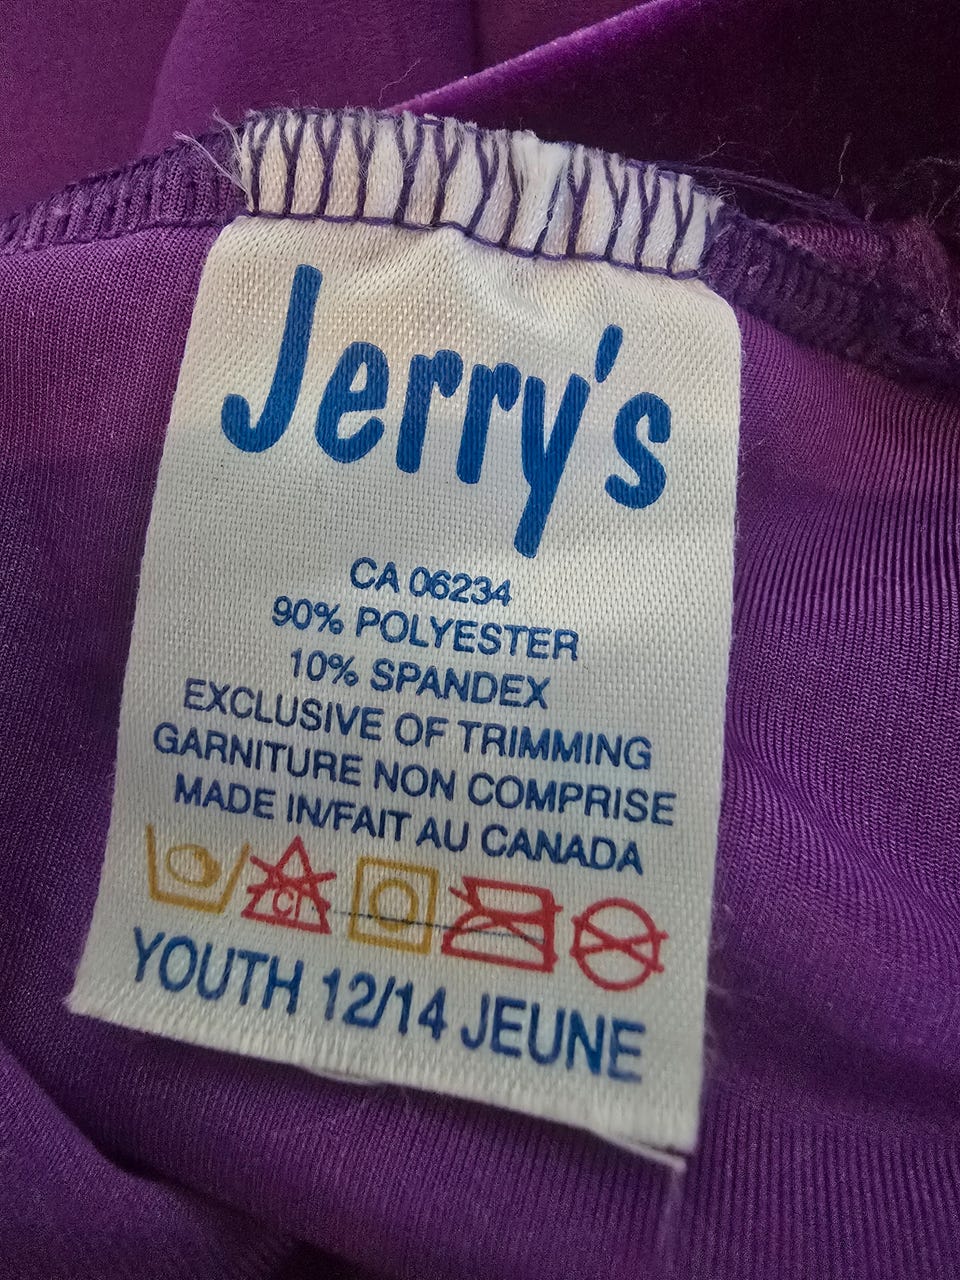 Jerry's
CA 06234
90% POLYESTER
10% SPANDEX
EXCLUSIVE OF TRIMMING
GARNITURE NON COMPRISE
MADE IN/FAIT AU CANADA
Cl
YOUTH 12/14 JEUNE